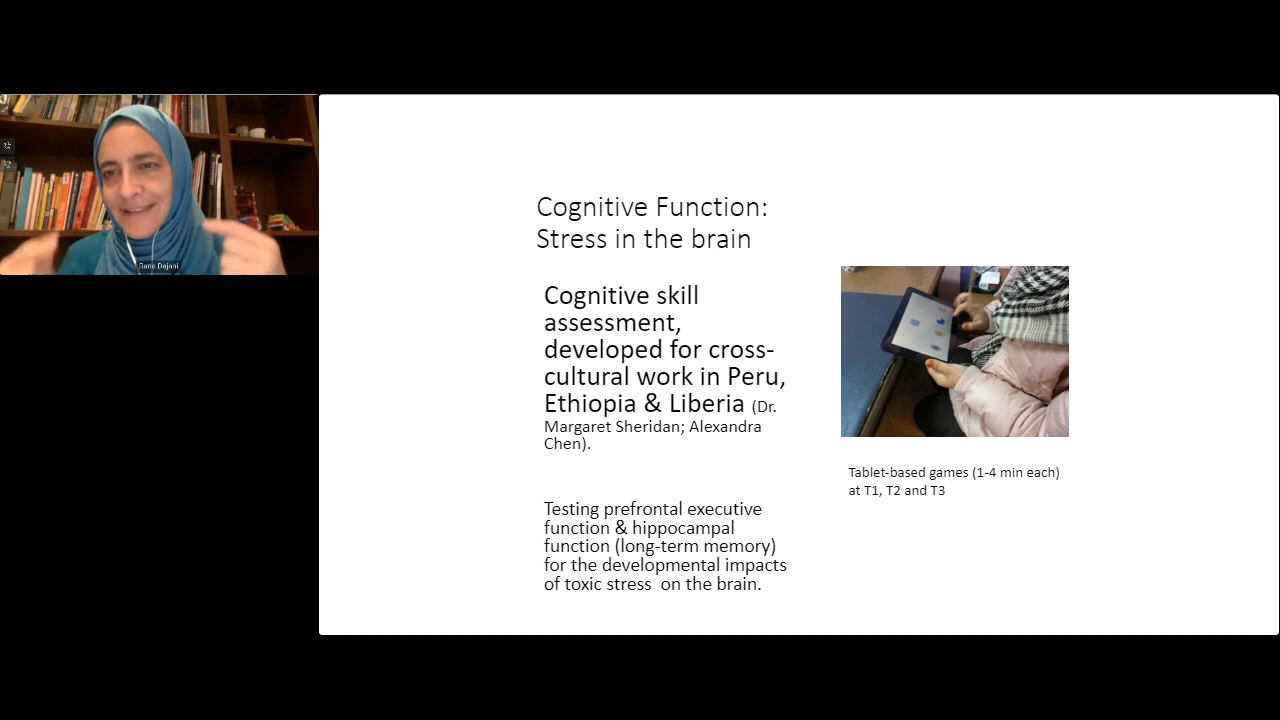 Rana Dajani
Cognitive Function:
Stress in the brain
Cognitive skill
assessment,
developed for cross-
cultural work in Peru,
Ethiopia & Liberia (Dr.
Margaret Sheridan; Alexandra
Chen).
Testing prefrontal executive
function & hippocampal
function (long-term memory)
for the developmental impacts
of toxic stress  on the brain.
Tablet-based games (1-4 min each)
at T1, T2 and T3